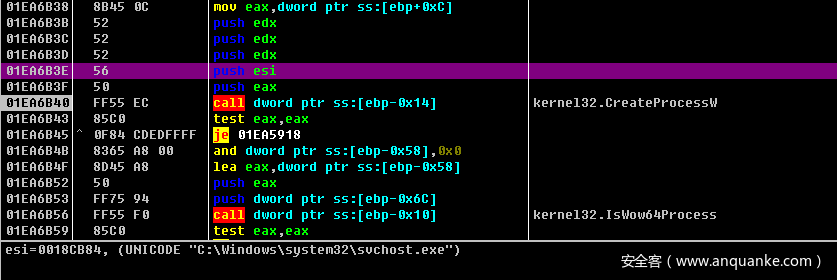 01EA6B38 8B45 0C mov eax,dword ptr ss:[ebp+0xC]
01EA6B3B 52 push edx
01EA6B3C 52 push edx
01EA6B3D 52 push edx
01EA6B3E 56 push esi
01EA6B3F 50 push eax
01EA6B40 FF55 EC call dword ptr ss:[ebp-0x14] kernel32.CreateProcessW
01EA6B43 85C0 test eax,eax
01EA6B45 ^ 0F84 CDEDFFFF je 01EA5918
01EA6B4B 8365 A8 00 and dword ptr ss:[ebp-0x58],0x0
01EA6B4F 8D45 A8 lea eax,dword ptr ss:[ebp-0x58]
01EA6B52 50 push eax
01EA6B53 FF75 94 push dword ptr ss:[ebp-0x6C]
01EA6B56 FF55 F0 call dword ptr ss:[ebp-0x10] kernel32.IsWow64Process
01EA6B59 85C0 test eax,eax
esi=0018CB84, (UNICODE "C:\Windows\system32\svchost.exe")
安全客（www.anquanke.com）